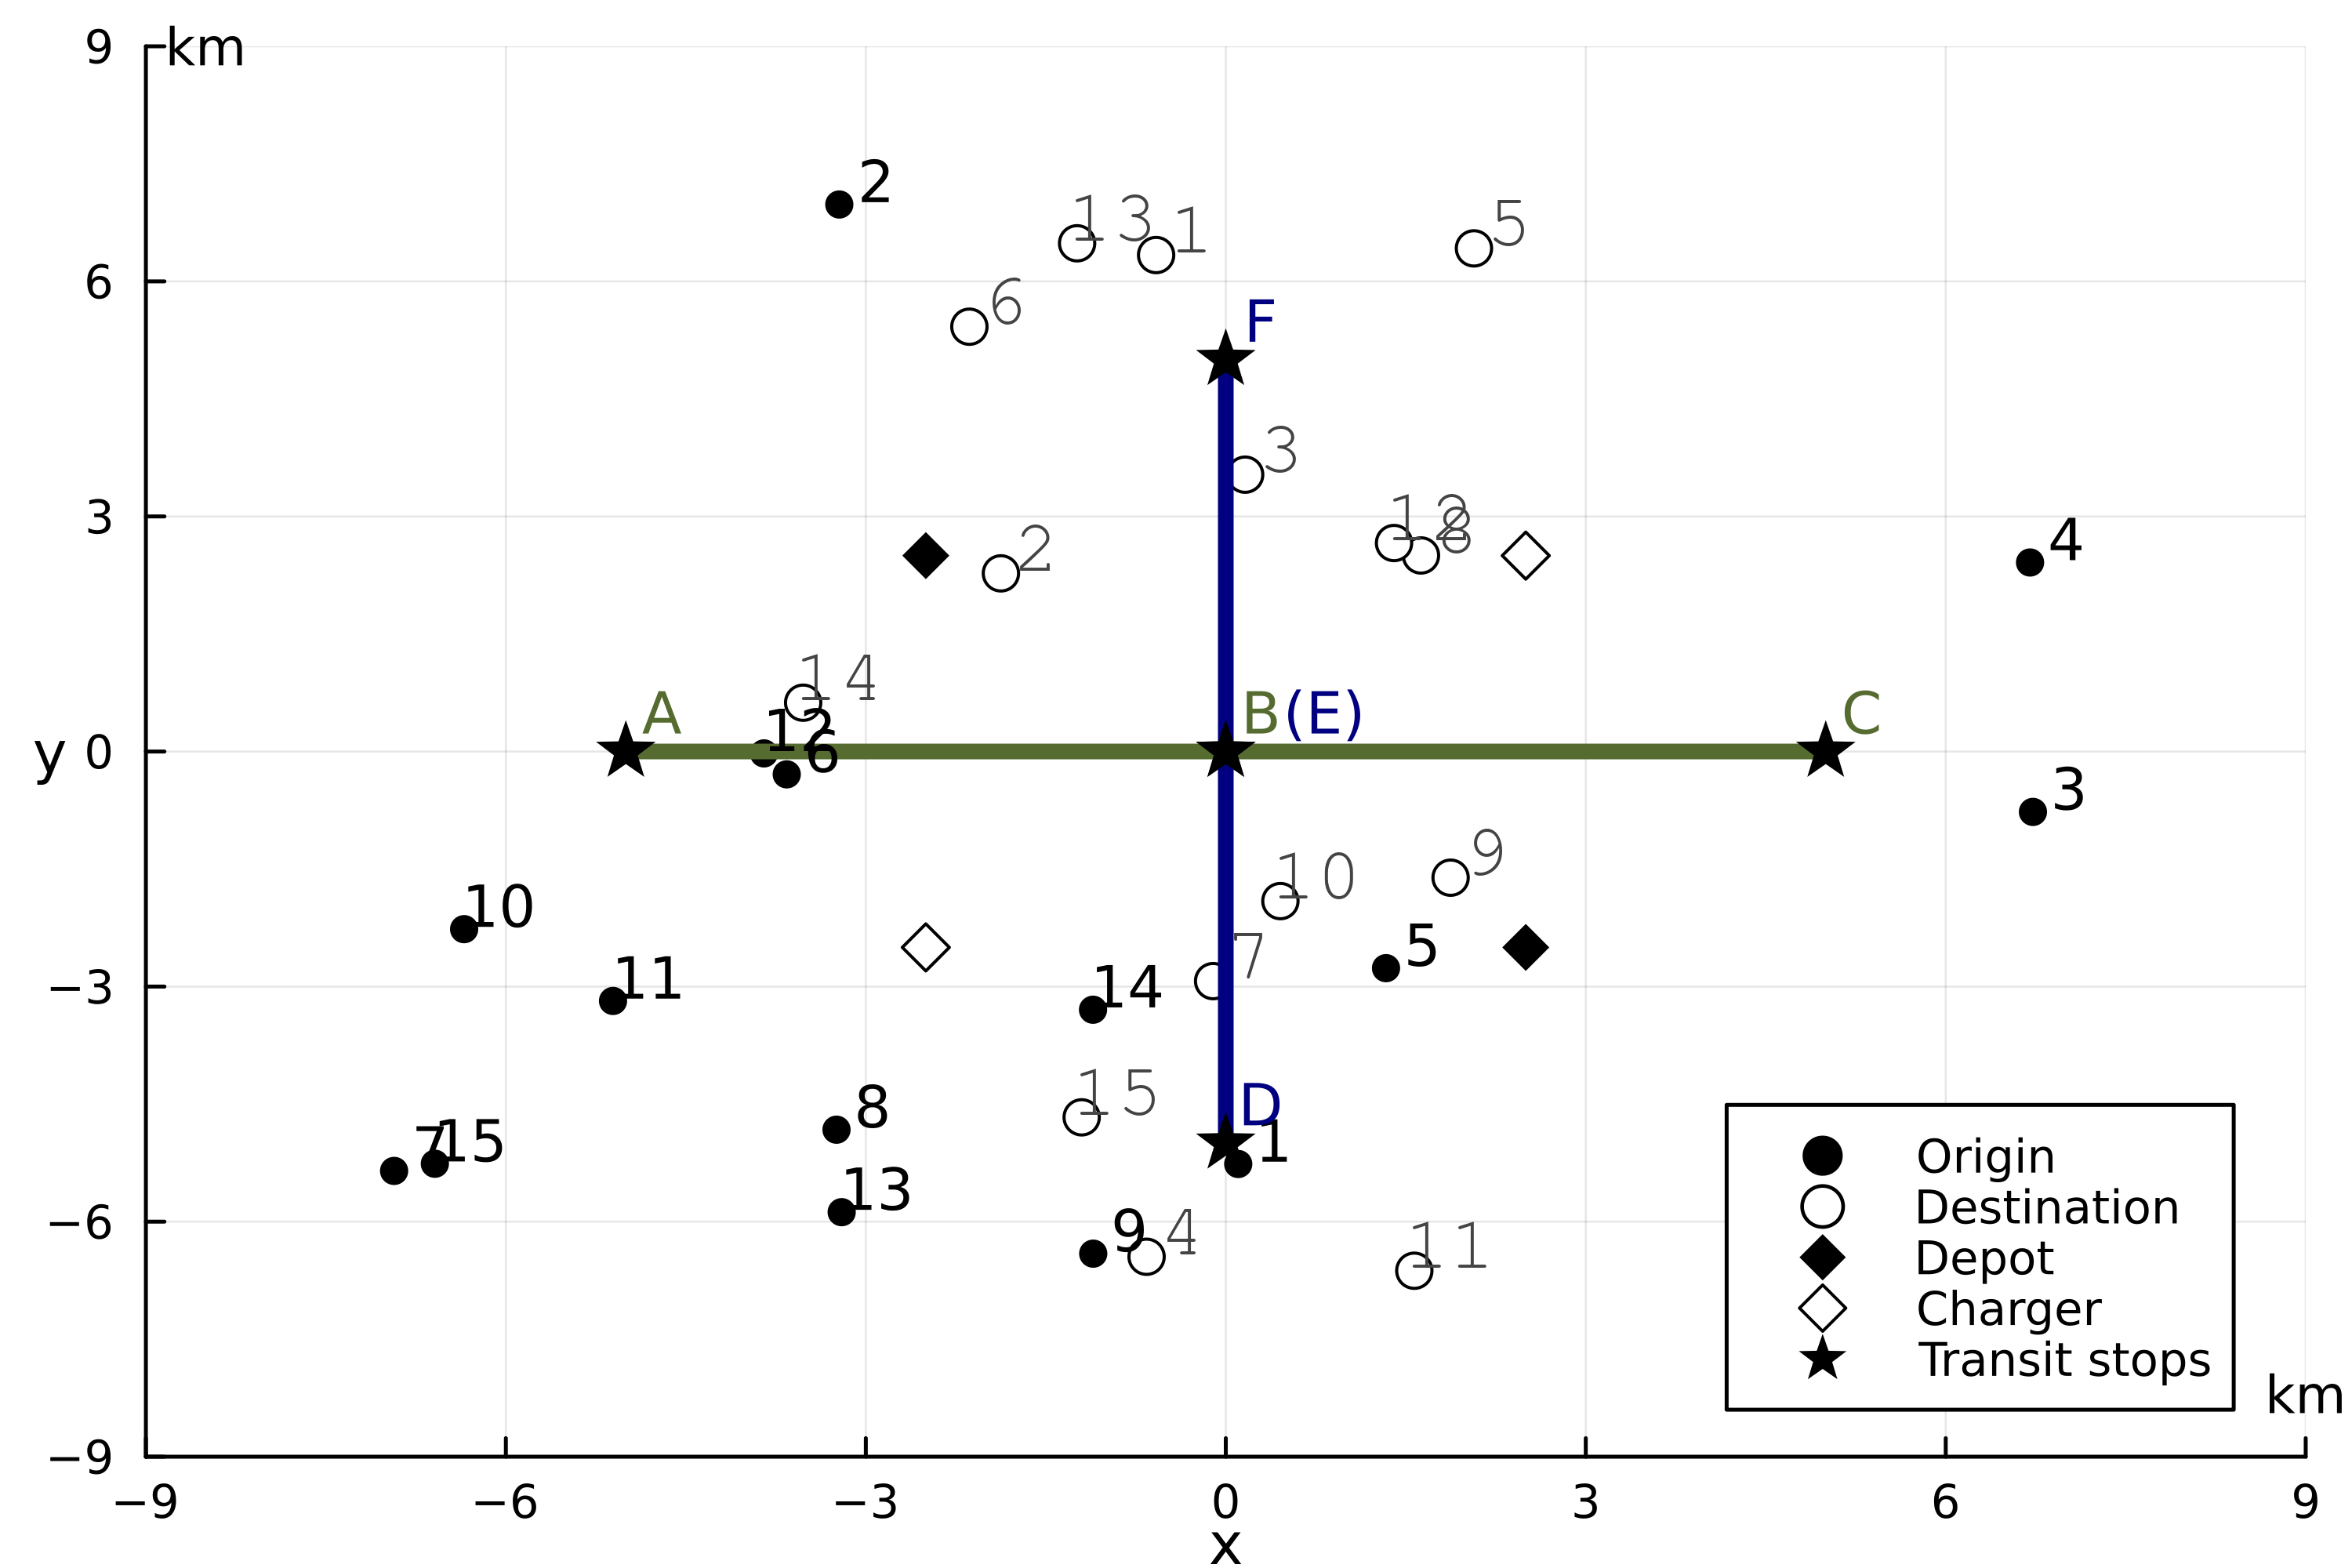 9 km
2
13
1
5
6
6
F
3
3
12
8
2
4
14
A
B(E)
C
y 0
12
6
3
10
9
10
7
5
11
14
−3
15
D
8
1
7
15
13
9
4
11
−6
Origin
Destination
Depot
Charger
Transit stops
km
−9
−9 −6 −3 0 3 6 9
x